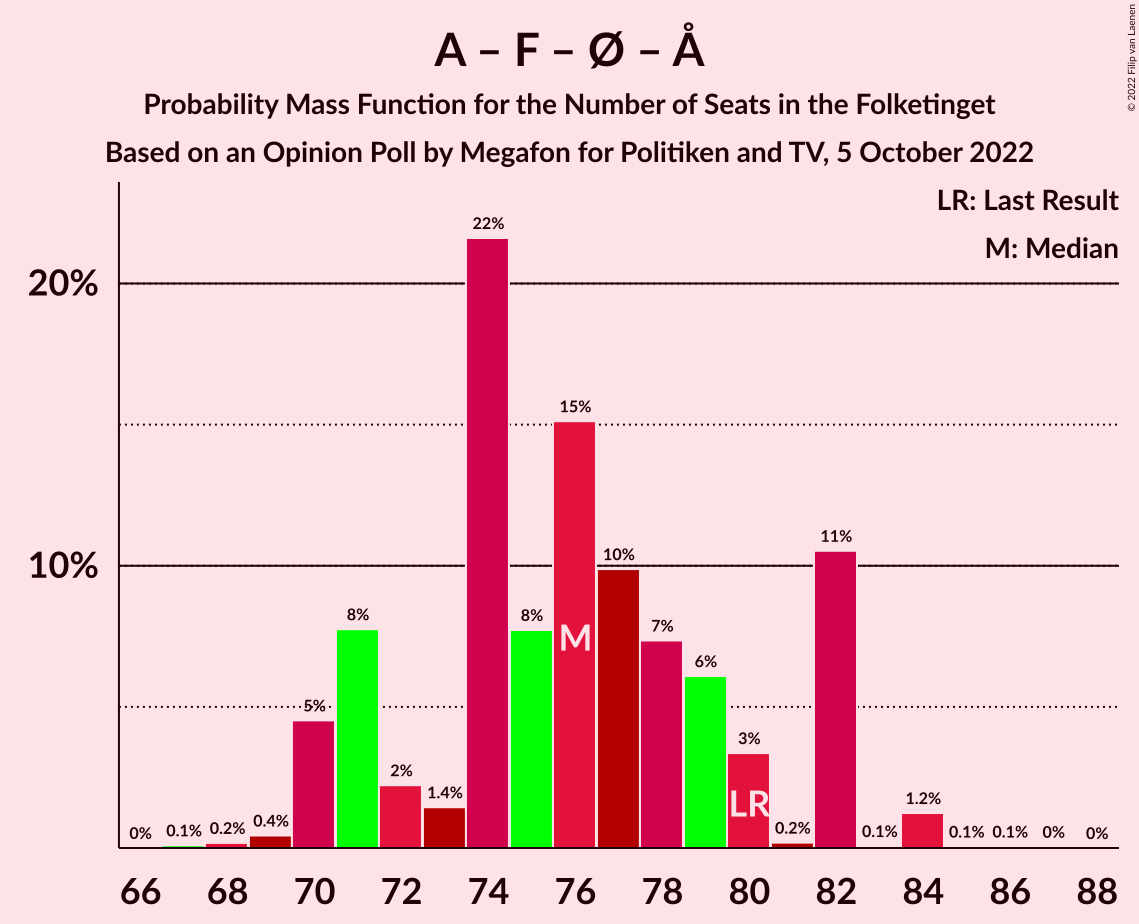 A – F – Ø – Å
Probability Mass Function for the Number of Seats in the Folketinget
Based on an Opinion Poll by Megafon for Politiken and TV, 5 October 2022
© 2022 Filip van Laenen
LR: Last Result
M: Median
20%
10%
0%
0.1%
0.2%
0.4%
5%
8%
2%
1.4%
22%
8%
15%
10%
7%
6%
3%
0.2%
11%
0.1%
1.2%
0.1%
0.1%
0%
0%
M
LR
66 68 70 72 74 76 78 80 82 84 86 88